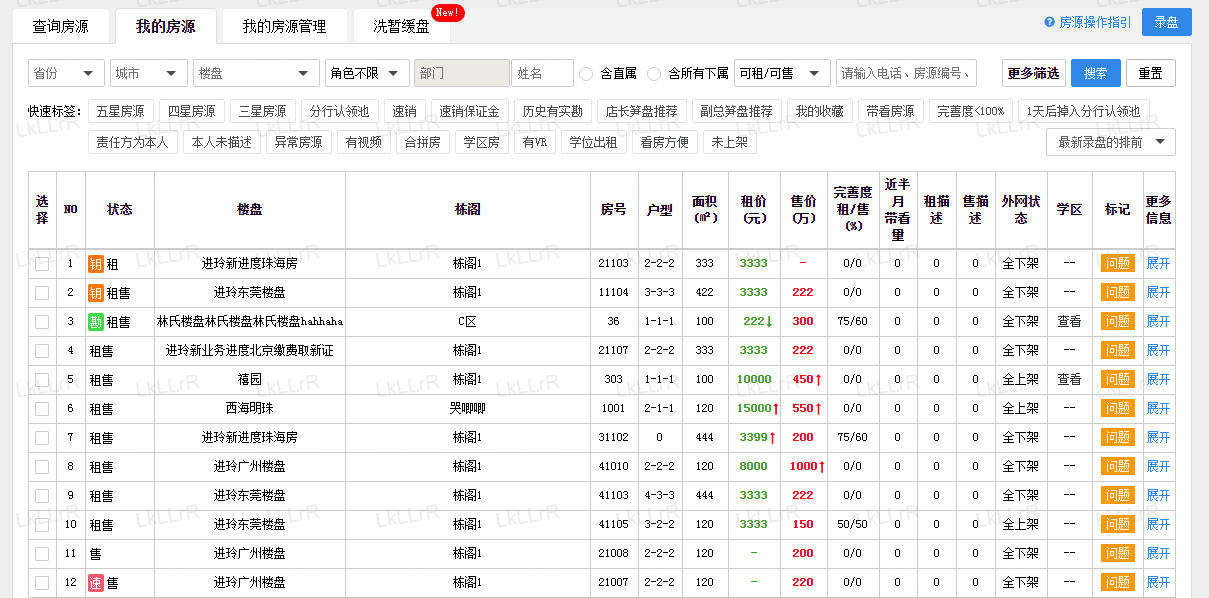 查询房源 我的房源 我的房源管理 洗暂缓盘 New! 房源操作指引 录盘
省份 城市 楼盘 角色不限 部门 姓名 含直属 含所有下属 可租/可售 请输入电话、房源编号、 更多筛选 搜索 重置
快速标签: 五星房源 四星房源 三星房源 分行认领池 速销 速销保证金 历史有实勘 店长笋盘推荐 副总笋盘推荐 我的收藏 带看房源 完善度<100% 1天后掉入分行认领池
责任方为本人 本人未描述 异常房源 有视频 合拼房 学区房 有VR 学位出租 看房方便 未上架 最新录盘的排前
选择 NO 状态 楼盘 栋阁 房号 户型 面积(㎡) 租价(元) 售价(万) 完善度租/售(%) 近半月带看量 租描述 售描述 外网状态 学区 标记 更多信息
1 钥 租 进玲新进度珠海房 栋阁1 21103 2-2-2 333 3333 - 0/0 0 0 0 全下架 -- 问题 展开
2 钥 租售 进玲东莞楼盘 栋阁1 11104 3-3-3 422 3333 222 0/0 0 0 0 全下架 -- 问题 展开
3 勘 租售 林氏楼盘林氏楼盘林氏楼盘hahhaha C区 36 1-1-1 100 222↓ 300 75/60 0 0 0 全下架 查看 问题 展开
4 租售 进玲新业务进度北京缴费取新证 栋阁1 21107 2-2-2 333 3333 222 0/0 0 0 0 全下架 -- 问题 展开
5 租售 禧园 栋阁1 303 1-1-1 100 10000 450↑ 0/0 0 0 0 全上架 查看 问题 展开
6 租售 西海明珠 哭唧唧 1001 2-1-1 120 15000↑ 550↑ 0/0 0 0 0 全上架 -- 问题 展开
7 租售 进玲新进度珠海房 栋阁1 31102 0 444 3399↑ 200 75/60 0 0 0 全下架 -- 问题 展开
8 租售 进玲广州楼盘 栋阁1 41010 2-2-2 120 8000 1000↑ 0/0 0 0 0 全下架 -- 问题 展开
9 租售 进玲东莞楼盘 栋阁1 41103 4-3-3 444 3333 222 0/0 0 0 0 全下架 -- 问题 展开
10 租售 进玲东莞楼盘 栋阁1 41105 3-2-2 120 3333 150 50/50 0 0 0 全上架 -- 问题 展开
11 售 进玲广州楼盘 栋阁1 21008 2-2-2 120 - 200 0/0 0 0 0 全下架 -- 问题 展开
12 速 售 进玲广州楼盘 栋阁1 21007 2-2-2 120 - 220 0/0 0 0 0 全下架 -- 问题 展开